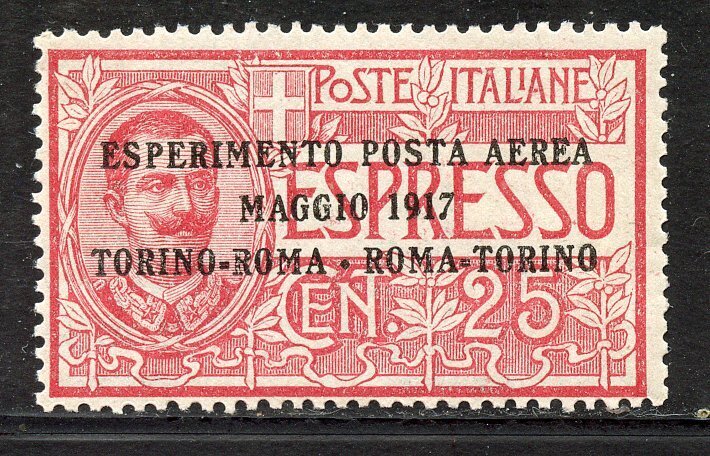 POSTE ITALIANE
ESPRESSO
CEN. 25
ESPERIMENTO POSTA AEREA
MAGGIO 1917
TORINO-ROMA · ROMA-TORINO